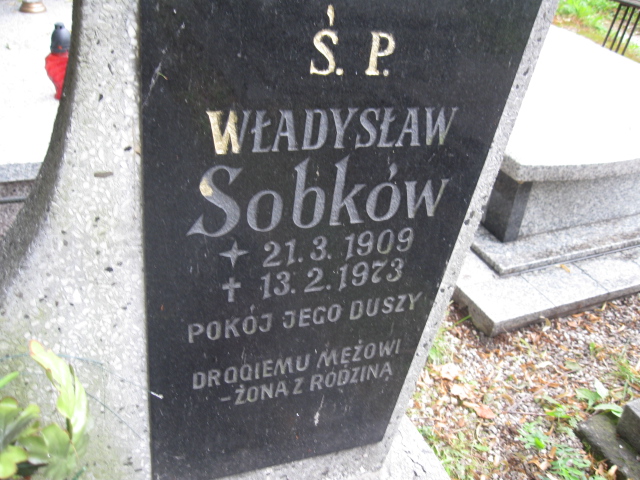 Ś. P.
WŁADYSŁAW
SOBKÓW
✦ 21. 3. 1909
✝ 13. 2. 1973
POKÓJ JEGO DUSZY
DROGIEMU MĘŻOWI
-ŻONA Z RODZINĄ